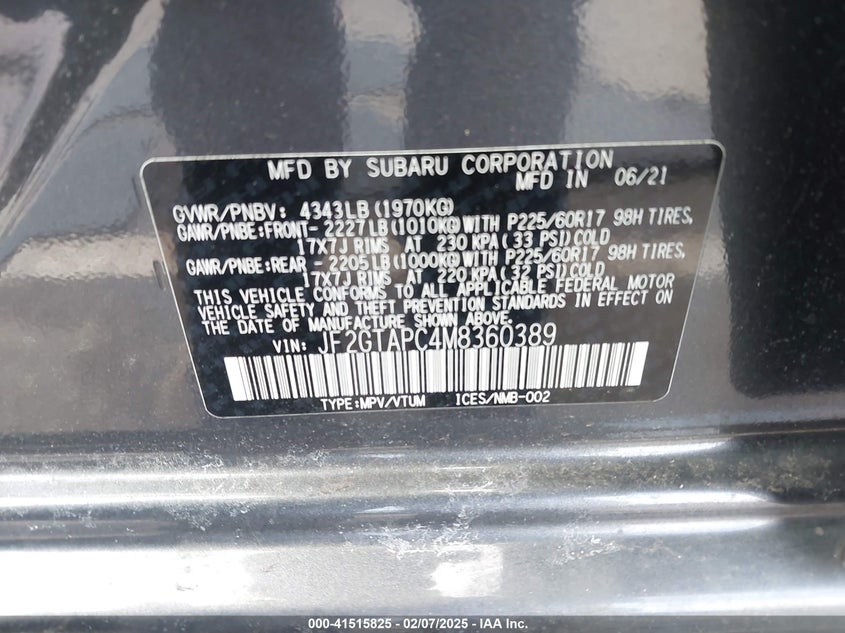 MFD BY SUBARU CORPORATION
MFD IN 06/21
GVWR/PNBV: 4343LB (1970KG)
GAWR/PNBE:FRONT- 2227LB (1010KG) WITH P225/60R17 98H TIRES,
17X7J RIMS AT 230 KPA (33 PSI) COLD
GAWR/PNBE:REAR - 2205LB (1000KG) WITH P225/60R17 98H TIRES,
17X7J RIMS AT 220 KPA (32 PSI) COLD
THIS VEHICLE CONFORMS TO ALL APPLICABLE FEDERAL MOTOR
VEHICLE SAFETY AND THEFT PREVENTION STANDARDS IN EFFECT ON
THE DATE OF MANUFACTURE SHOWN ABOVE.
VIN: JF2GTAPC4M8360389
TYPE:MPV/VTUM ICES/NMB-002
000-41515825 - 02/07/2025 - IAA Inc.